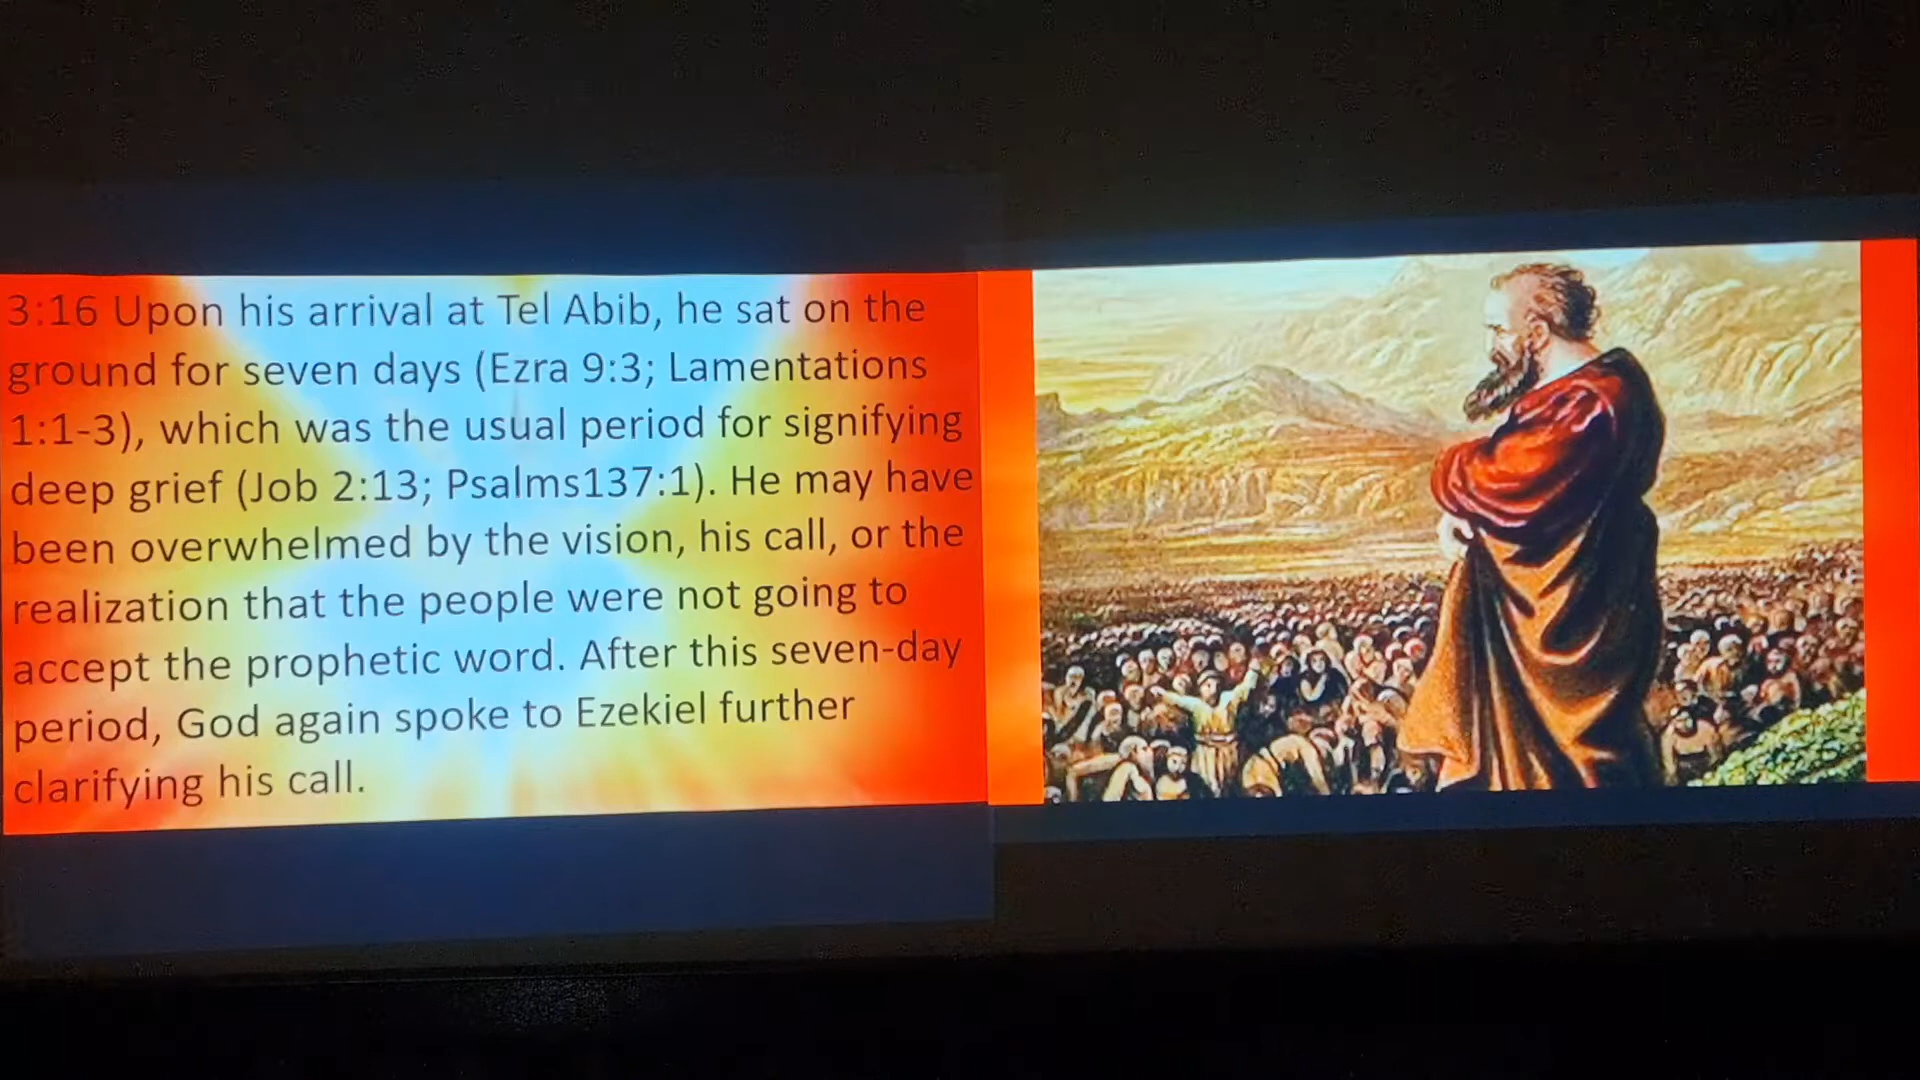 3:16 Upon his arrival at Tel Abib, he sat on the
ground for seven days (Ezra 9:3; Lamentations
1:1-3), which was the usual period for signifying
deep grief (Job 2:13; Psalms137:1). He may have
been overwhelmed by the vision, his call, or the
realization that the people were not going to
accept the prophetic word. After this seven-day
period, God again spoke to Ezekiel further
clarifying his call.